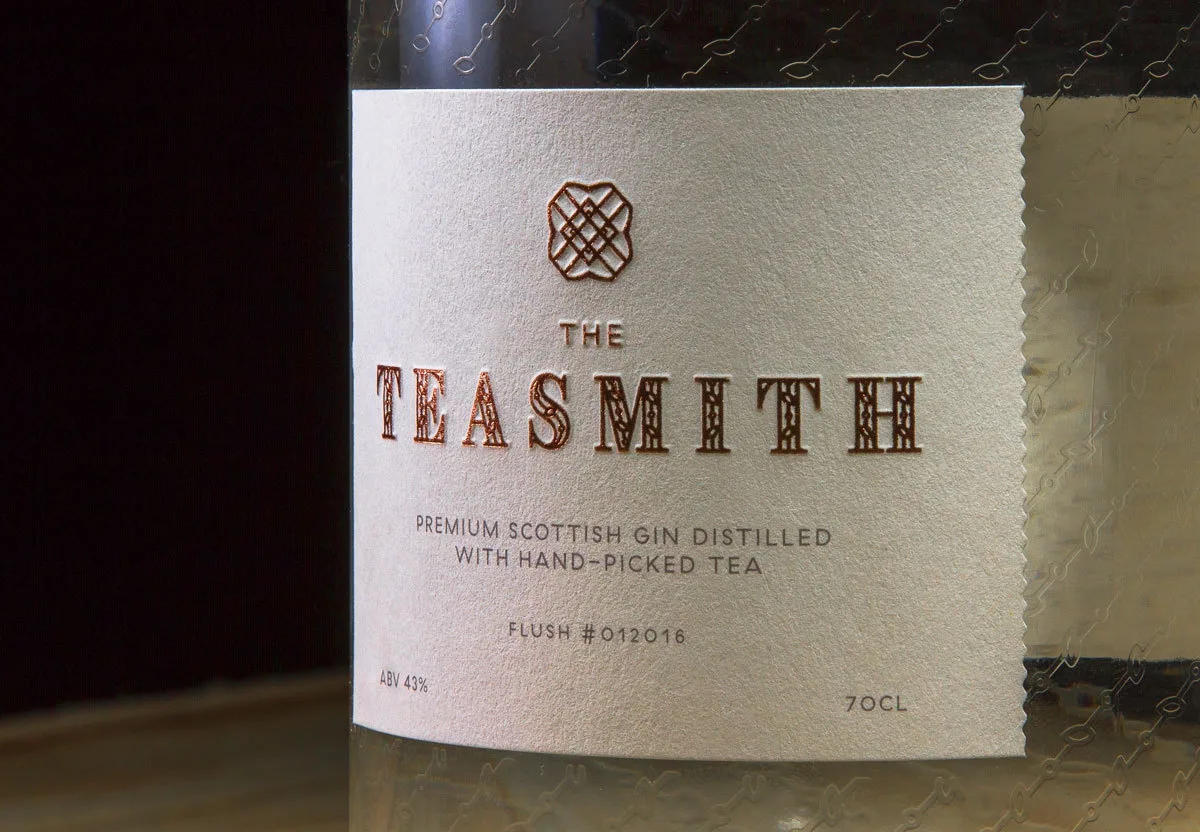 THE
TEASMITH
PREMIUM SCOTTISH GIN DISTILLED
WITH HAND-PICKED TEA
FLUSH #012016
ABV 43%
70CL